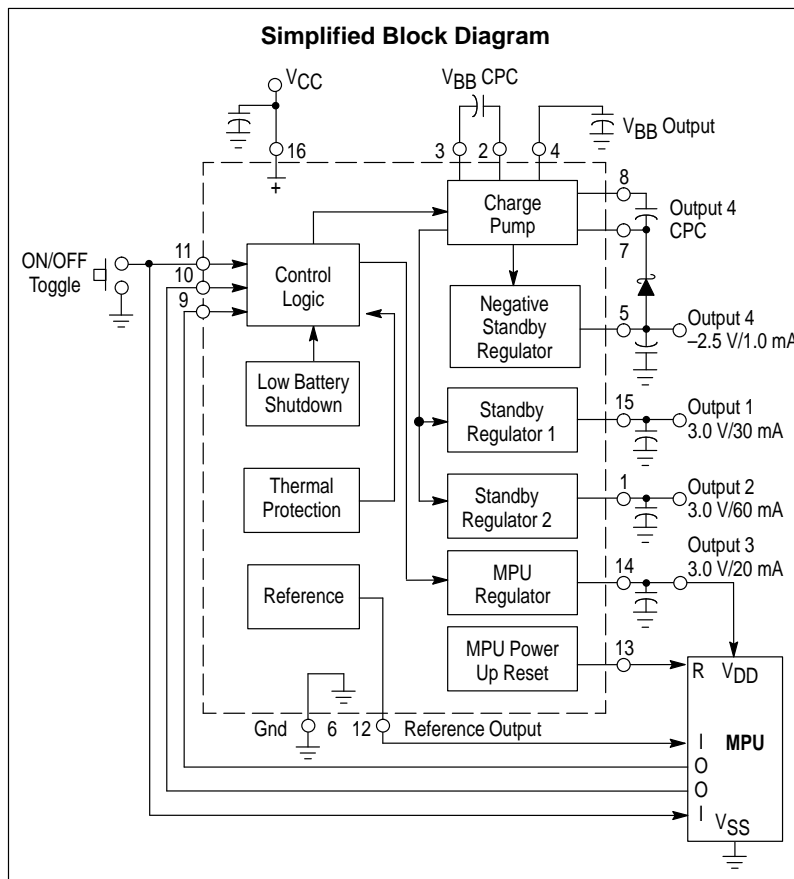 Simplified Block Diagram
VCC
VBB CPC
VBB Output
16
3
2
4
8
Charge
Pump
Output 4
CPC
7
ON/OFF
Toggle
11
10
9
Control
Logic
Negative
Standby
Regulator
5
Output 4
–2.5 V/1.0 mA
Low Battery
Shutdown
Standby
Regulator 1
15
Output 1
3.0 V/30 mA
Thermal
Protection
Standby
Regulator 2
1
Output 2
3.0 V/60 mA
Reference
MPU
Regulator
14
Output 3
3.0 V/20 mA
MPU Power
Up Reset
13
R VDD
Gnd 6 12 Reference Output
I MPU
O
O
I VSS
+